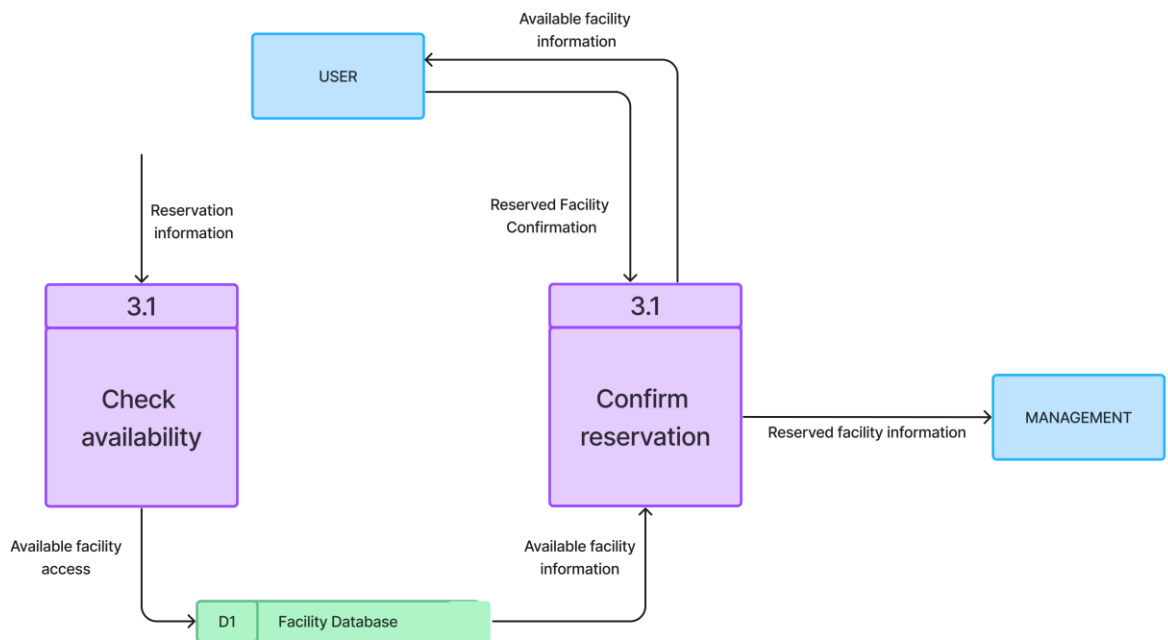 Available facility
information
USER
Reservation
information
Reserved Facility
Confirmation
3.1
Check
availability
3.1
Confirm
reservation
Reserved facility information
MANAGEMENT
Available facility
access
Available facility
information
D1
Facility Database